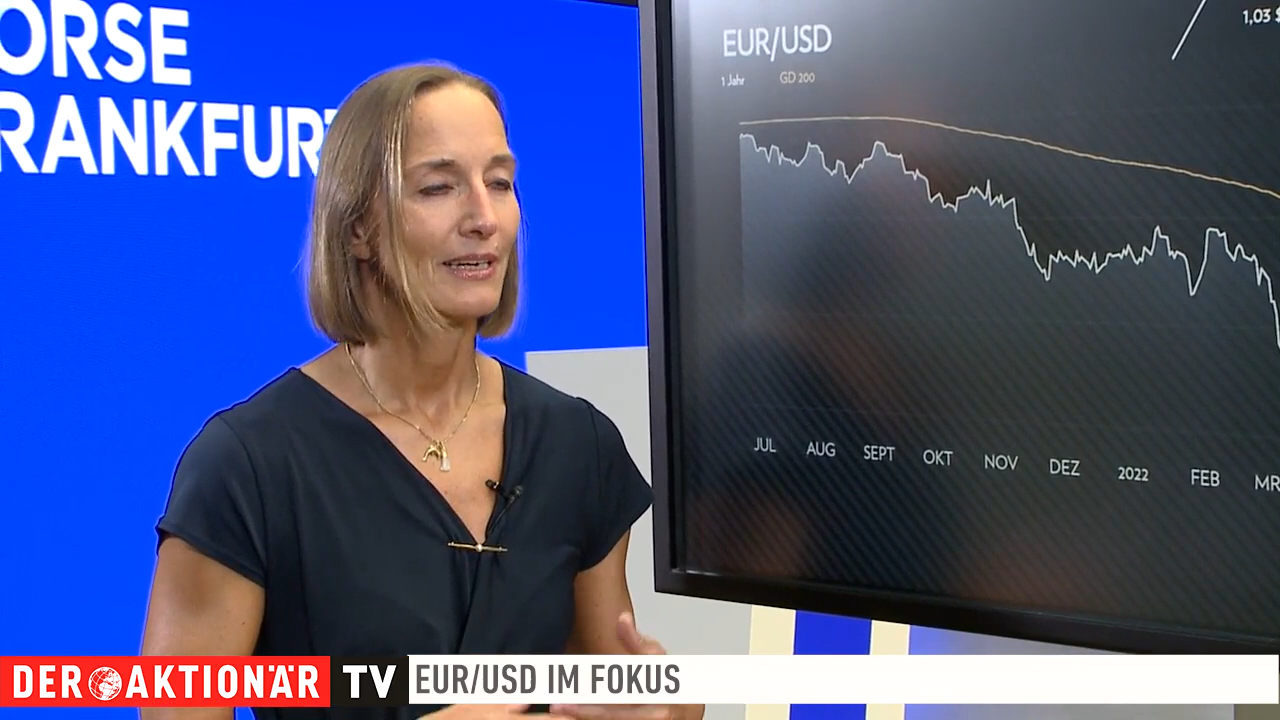 ÖRSE
RANKFURT
EUR/USD
1 Jahr GD 200
1,03 $
JUL AUG SEPT OKT NOV DEZ 2022 FEB MR
DER AKTIONÄR TV EUR/USD IM FOKUS